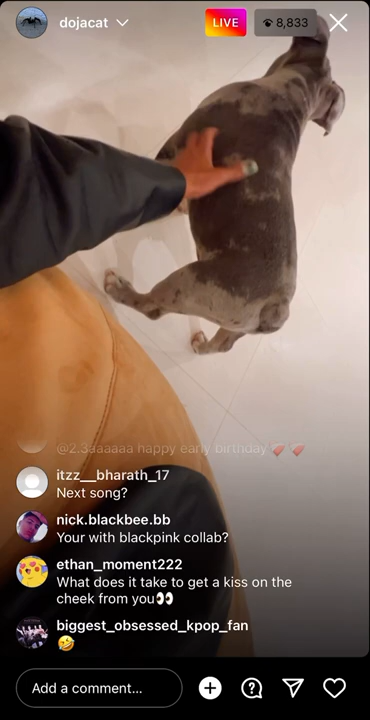 dojacat
LIVE
8,833
@2.3aaaaaa happy early birthday
itzz__bharath_17
Next song?
nick.blackbee.bb
Your with blackpink collab?
ethan_moment222
What does it take to get a kiss on the
cheek from you👀
biggest_obsessed_kpop_fan
🤣
Add a comment...